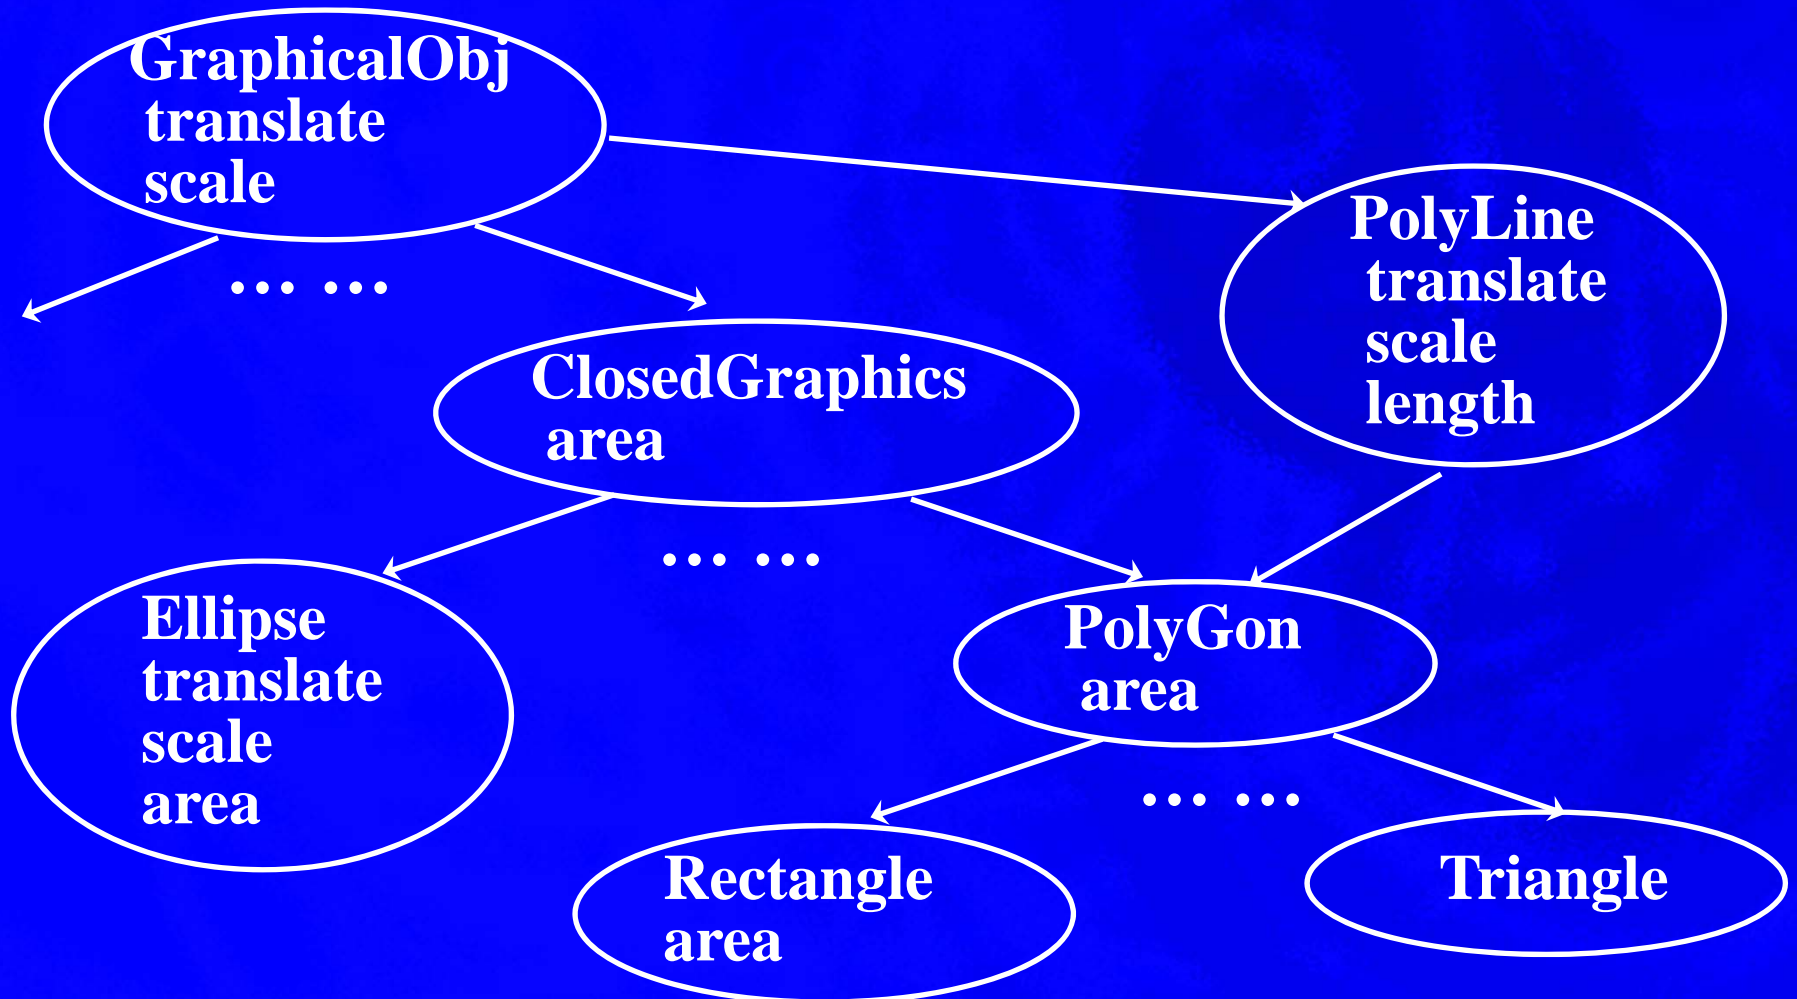 GraphicalObj
translate
scale
... ...
PolyLine
translate
scale
length
ClosedGraphics
area
... ...
Ellipse
translate
scale
area
PolyGon
area
... ...
Rectangle
area
Triangle